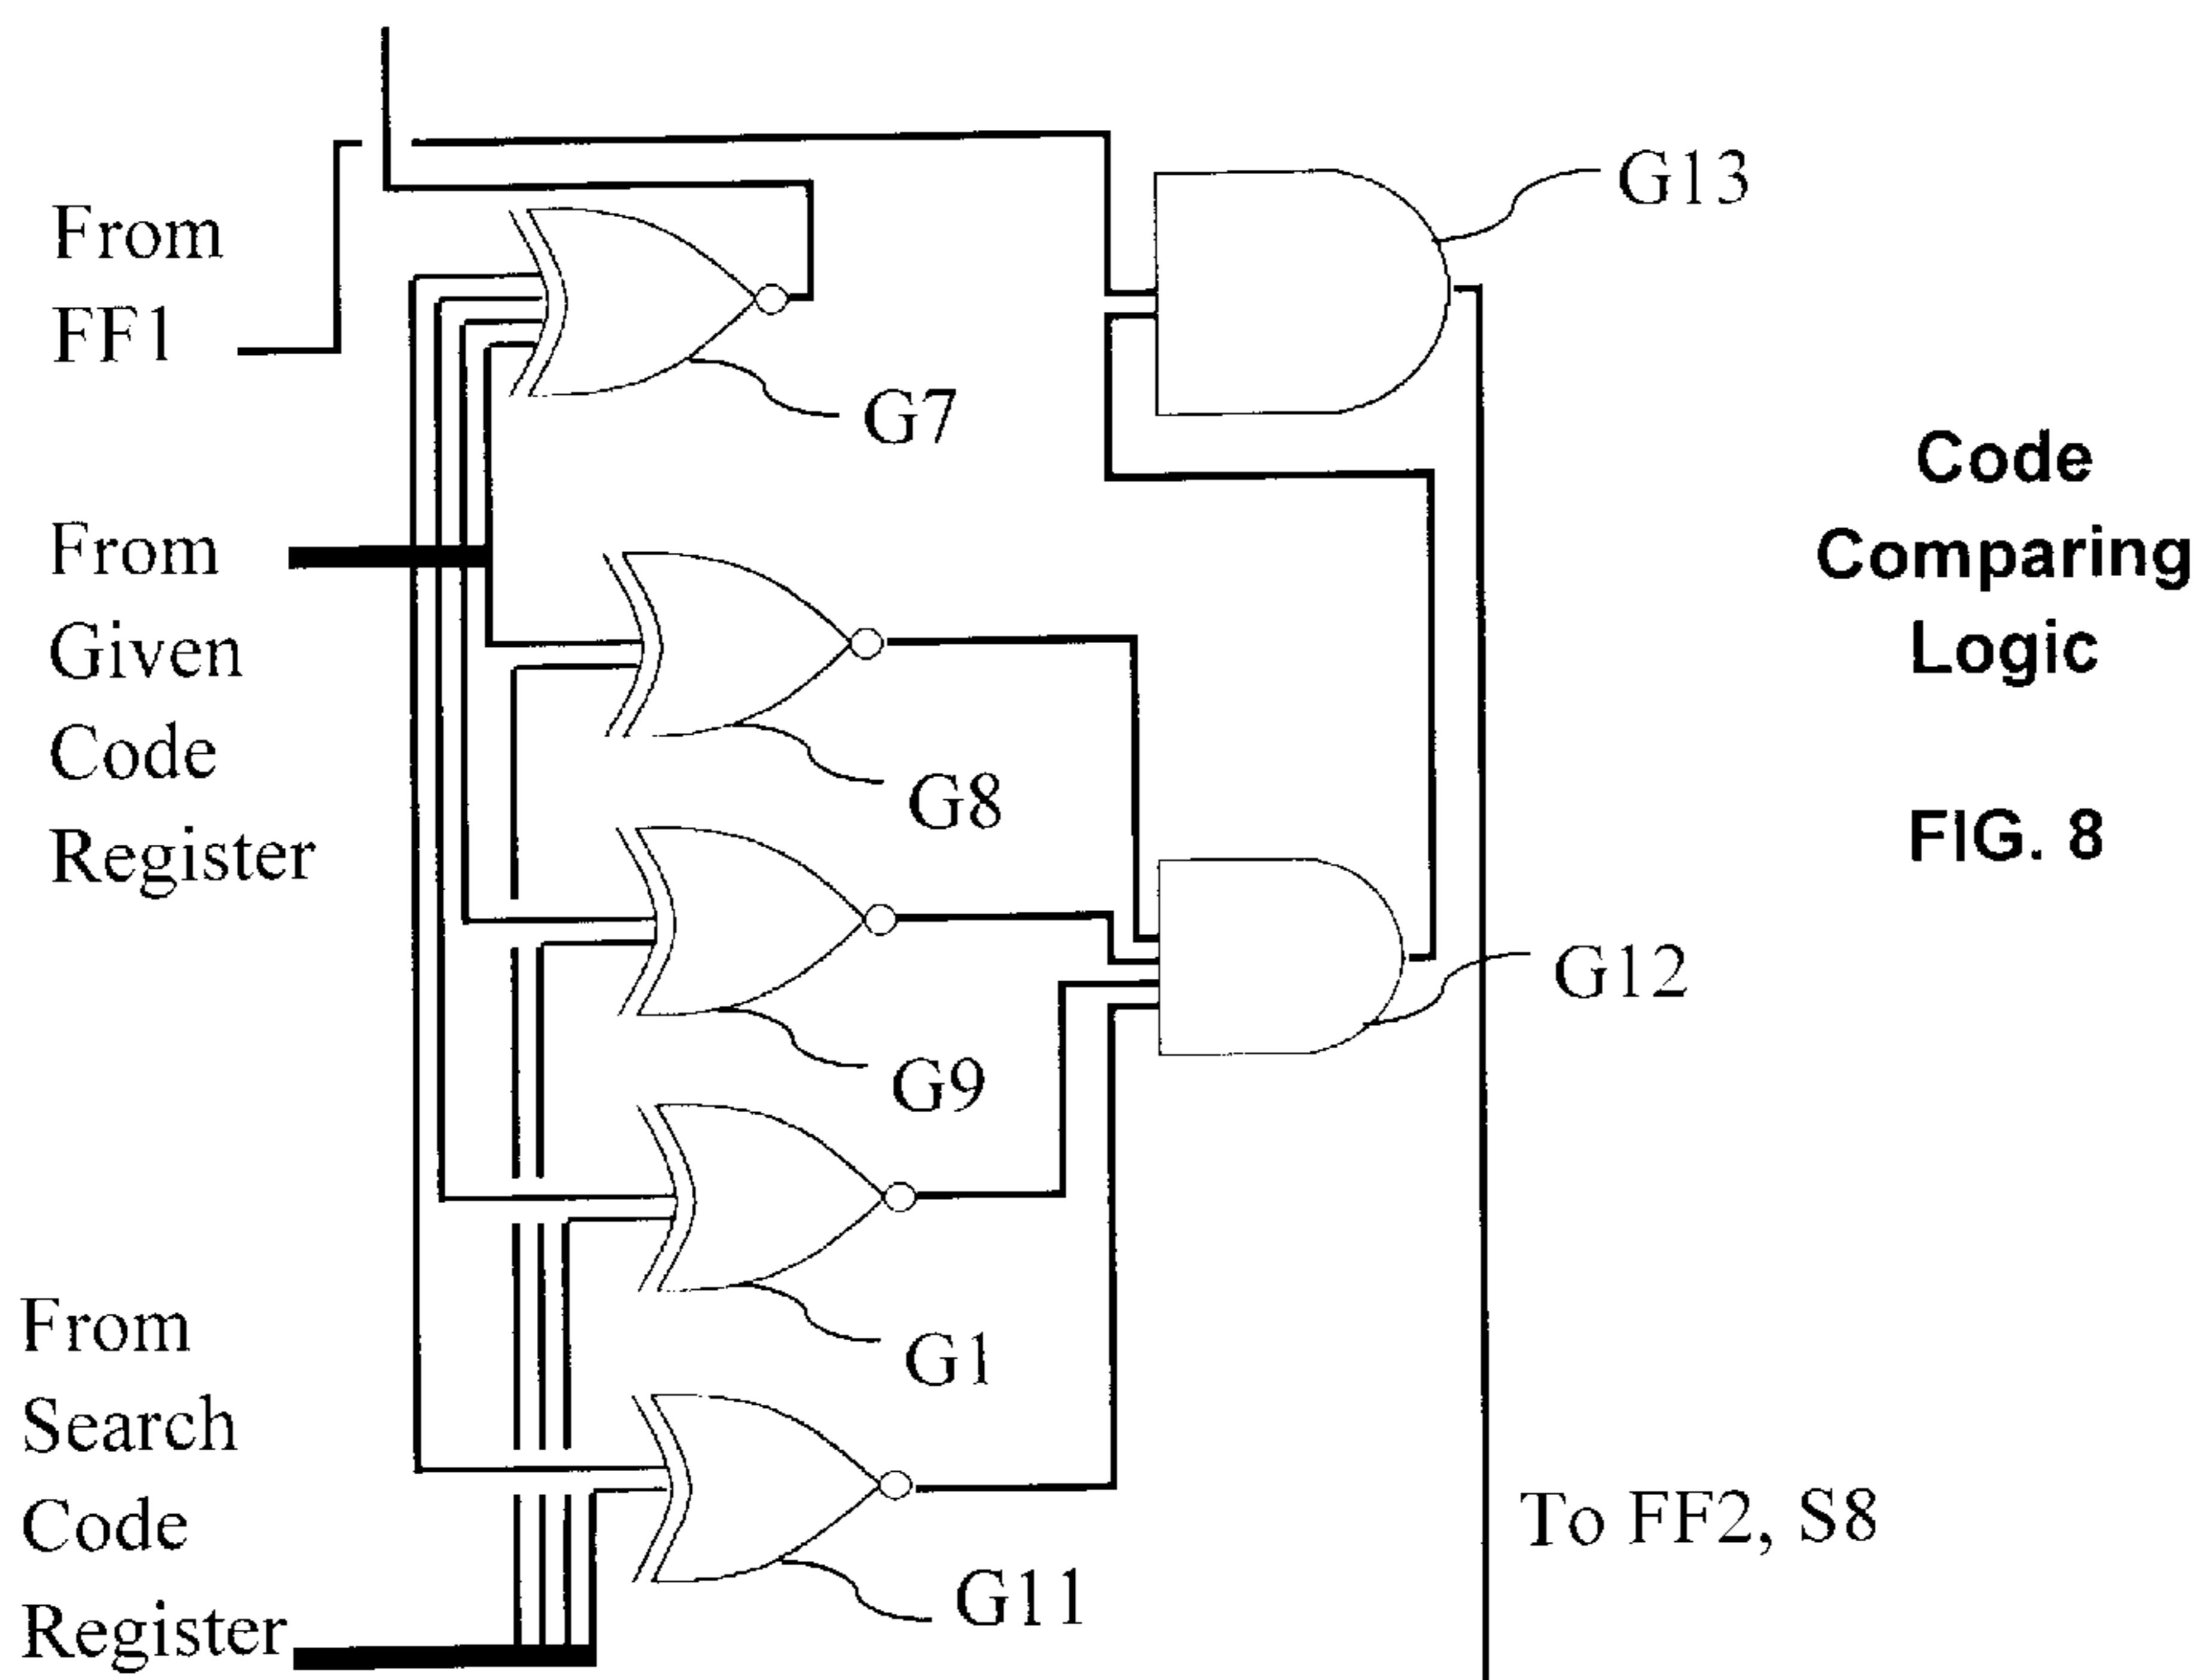 From
FF1
G13
G7
Code
Comparing
Logic
FIG. 8
From
Given
Code
Register
G8
G12
G9
G1
From
Search
Code
Register
G11
To FF2, S8